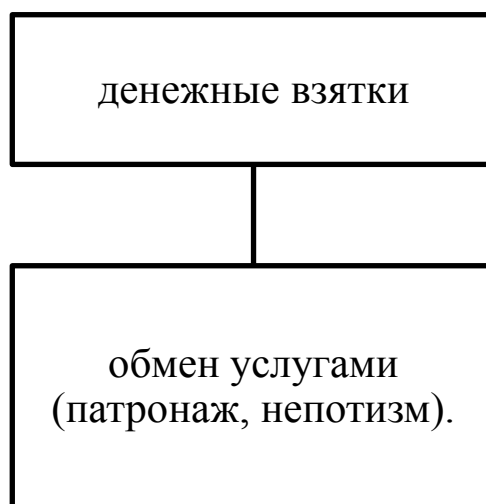 денежные взятки
обмен услугами
(патронаж, непотизм).